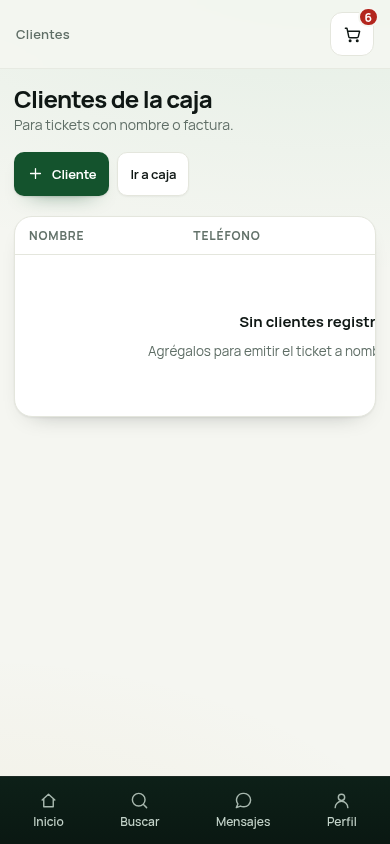 Clientes
6
Clientes de la caja
Para tickets con nombre o factura.
Cliente
Ir a caja
NOMBRE
TELÉFONO
Sin clientes registr
Agrégalos para emitir el ticket a nomb
Inicio
Buscar
Mensajes
Perfil